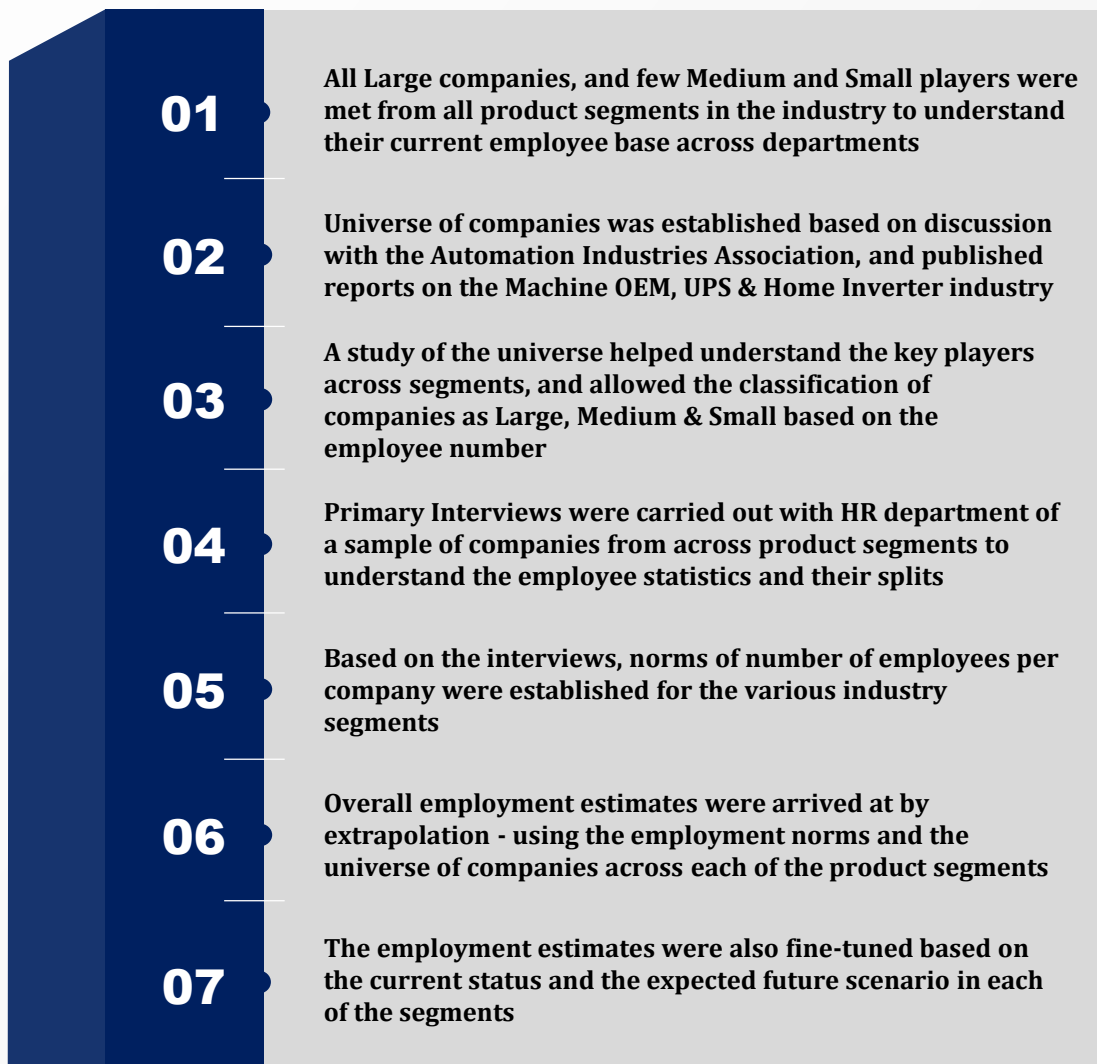 01
All Large companies, and few Medium and Small players were
met from all product segments in the industry to understand
their current employee base across departments
02
Universe of companies was established based on discussion
with the Automation Industries Association, and published
reports on the Machine OEM, UPS & Home Inverter industry
03
A study of the universe helped understand the key players
across segments, and allowed the classification of
companies as Large, Medium & Small based on the
employee number
04
Primary Interviews were carried out with HR department of
a sample of companies from across product segments to
understand the employee statistics and their splits
05
Based on the interviews, norms of number of employees per
company were established for the various industry
segments
06
Overall employment estimates were arrived at by
extrapolation - using the employment norms and the
universe of companies across each of the product segments
07
The employment estimates were also fine-tuned based on
the current status and the expected future scenario in each
of the segments